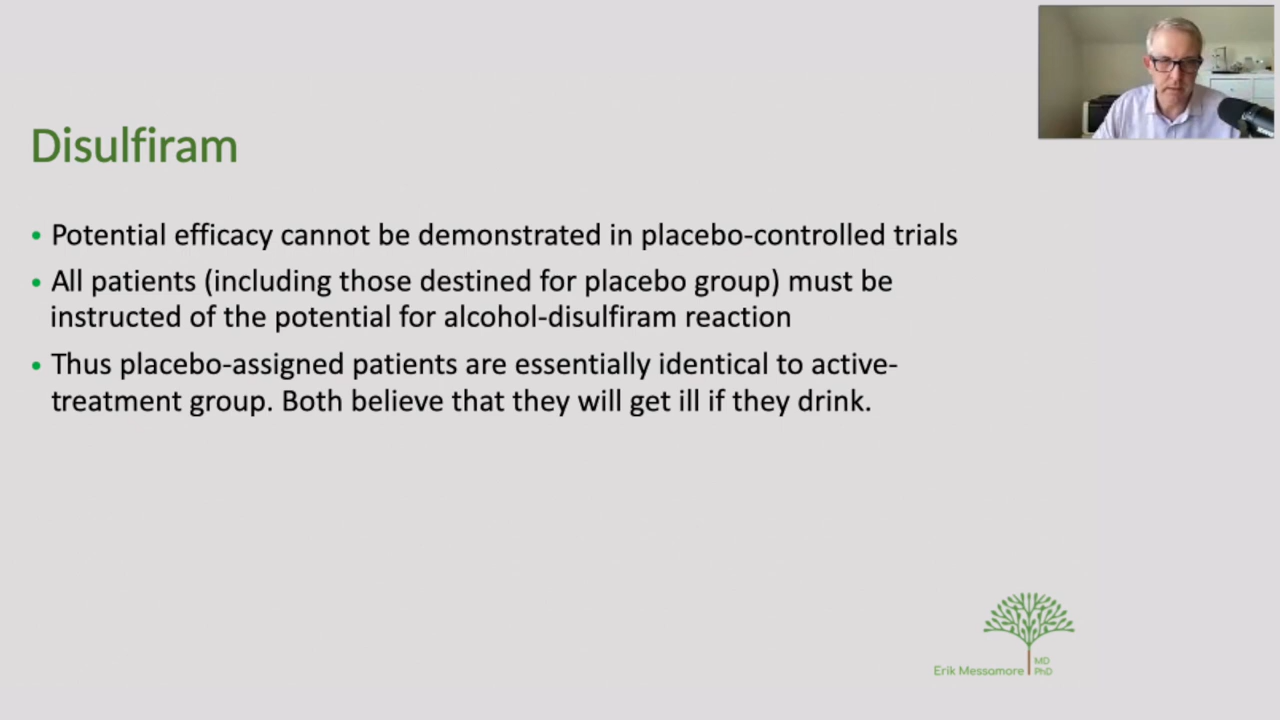 Disulfiram
• Potential efficacy cannot be demonstrated in placebo-controlled trials
• All patients (including those destined for placebo group) must be
instructed of the potential for alcohol-disulfiram reaction
• Thus placebo-assigned patients are essentially identical to active-
treatment group. Both believe that they will get ill if they drink.
Erik Messamore MD PhD